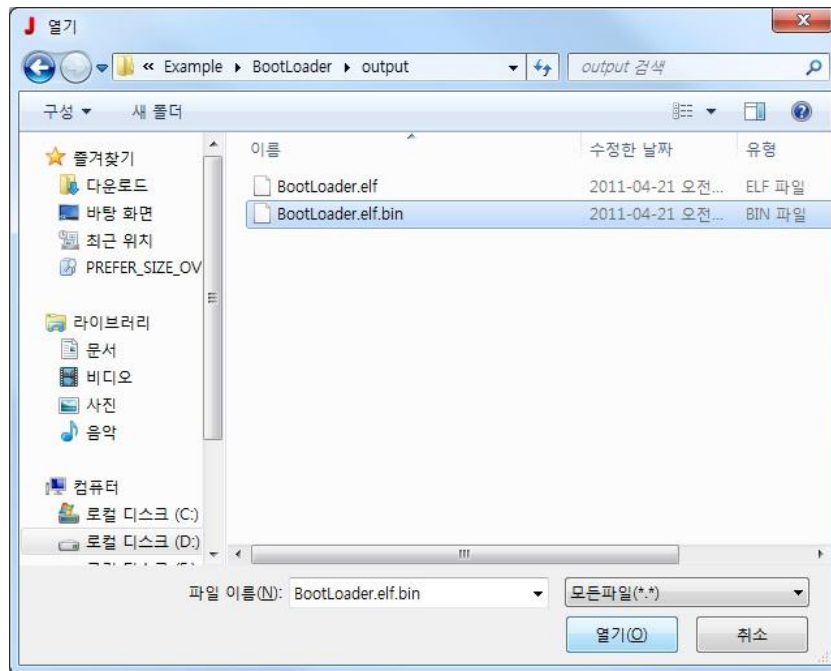 J 열기
« Example ▸ BootLoader ▸ output
output 검색
구성 새 폴더
이름 수정한 날짜 유형
BootLoader.elf 2011-04-21 오전... ELF 파일
BootLoader.elf.bin 2011-04-21 오전... BIN 파일
즐겨찾기
다운로드
바탕 화면
최근 위치
PREFER_SIZE_OV
라이브러리
문서
비디오
사진
음악
컴퓨터
로컬 디스크 (C:)
로컬 디스크 (D:)
파일 이름(N): BootLoader.elf.bin 모든파일(*.*)
열기(O) 취소